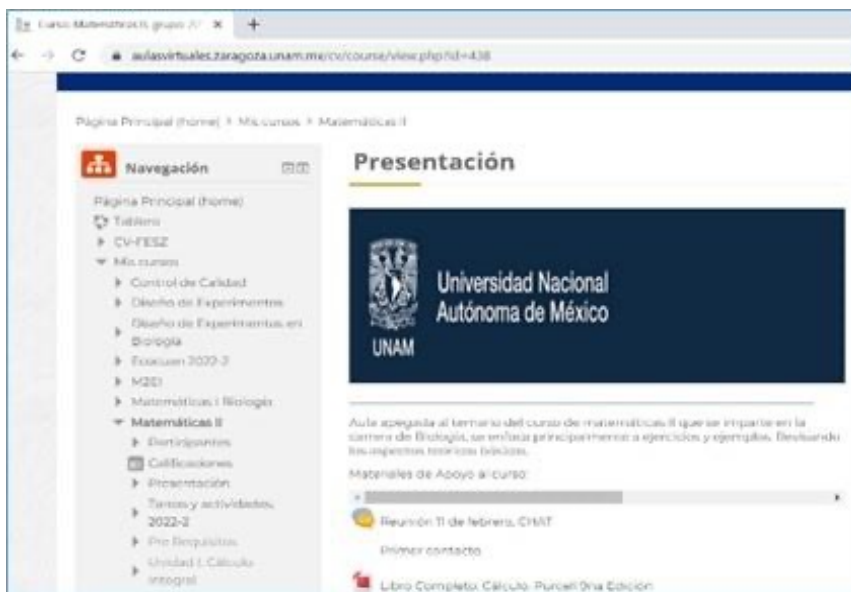 Curso: Matemáticas II, grupo
aulasvirtuales.zaragoza.unam.mx/cv/course/view.php?id=438
Página Principal (home) Mis cursos Matemáticas II
Navegación
Página Principal (home)
Tablero
CV-FESZ
Mis cursos
Control de Calidad
Diseño de Experimentos
Diseño de Experimentos en
Biología
2022-2
Matemáticas I Biología
Matemáticas II
Participantes
Calificaciones
Presentación
Tareas y actividades,
2022-2
Pre Requisitos
Unidad I. Cálculo
Integral
Presentación
Universidad Nacional
Autónoma de México
UNAM
Aula apegada al temario del curso de matemáticas II que se imparte en la
carrera de Biología, se enfoca principalmente a ejercicios y ejemplos. Revisando
los aspectos teóricos básicos.
Materiales de Apoyo al curso:
Reunión 11 de febrero, CHAT
Primer contacto
Libro Completo. Cálculo. Purcell 9na Edición